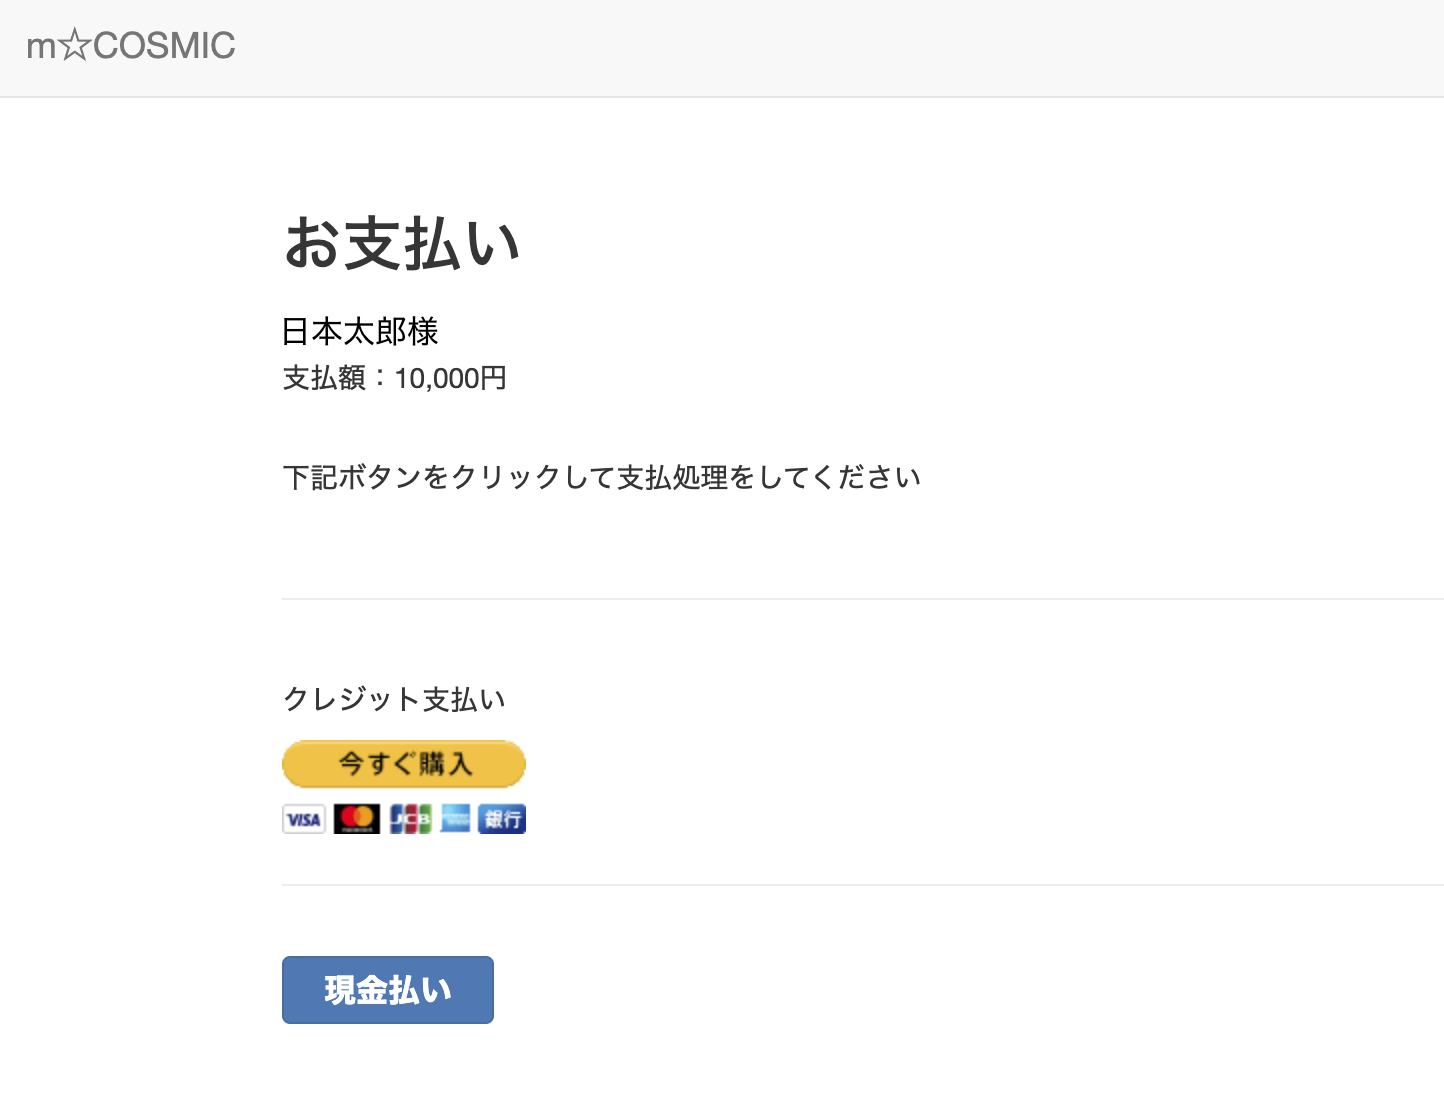 m☆COSMIC
お支払い
日本太郎様
支払額：10,000円
下記ボタンをクリックして支払処理をしてください
クレジット支払い
今すぐ購入
VISA JCB 銀行
現金払い